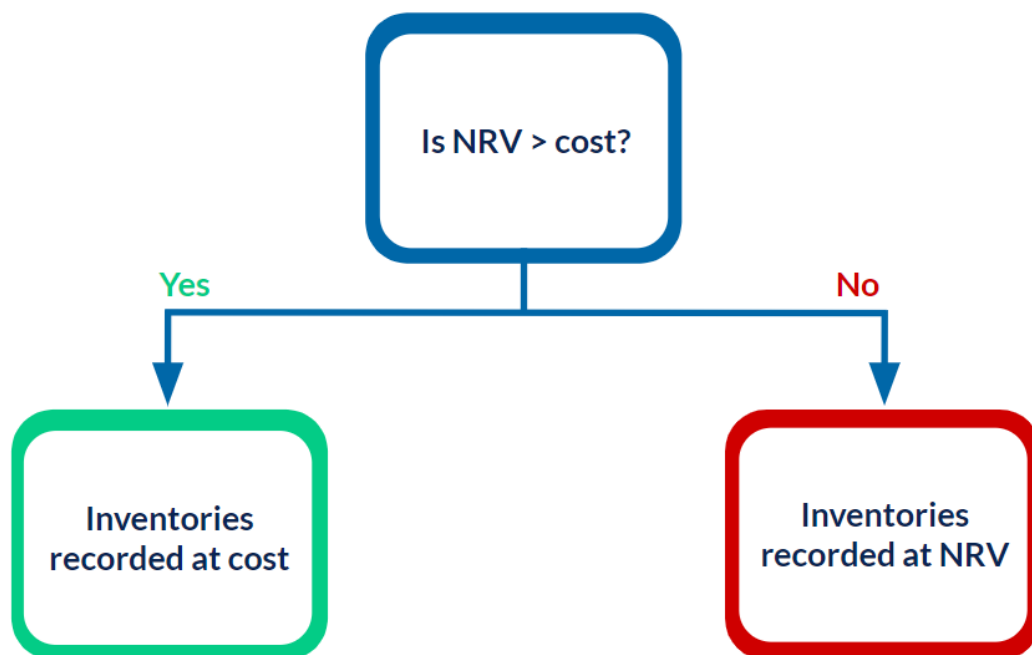 Is NRV > cost?
Yes
No
Inventories
recorded at cost
Inventories
recorded at NRV